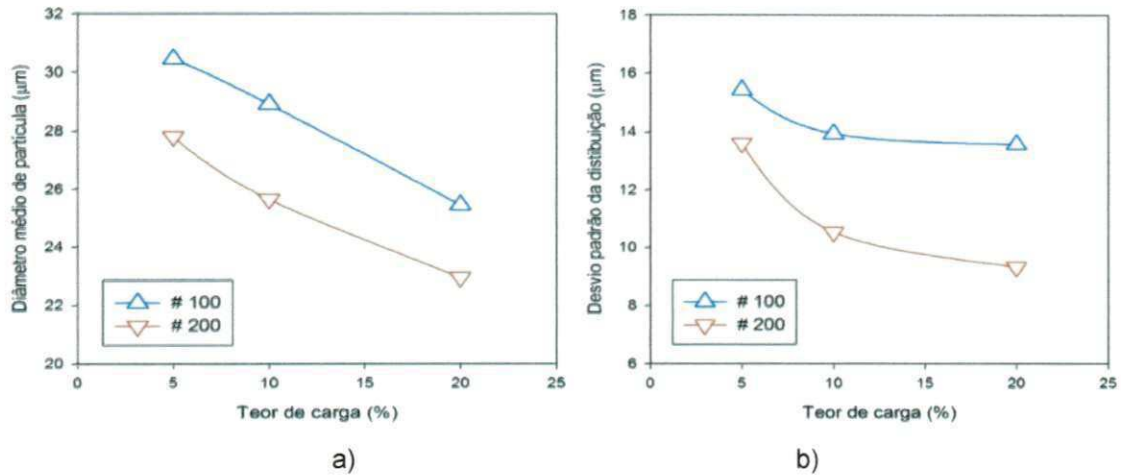 Diâmetro médio de partícula (µm)
32
30
28
26
24
22
20
0 5 10 15 20 25
Teor de carga (%)
# 100
# 200
a)
Desvio padrão da distibuição (µm)
18
16
14
12
10
8
6
0 5 10 15 20 25
Teor de carga (%)
# 100
# 200
b)